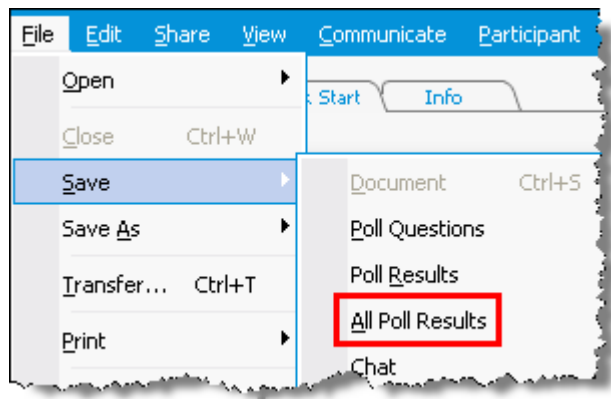 File Edit Share View Communicate Participant
Open
Start Info
Close Ctrl+W
Save
Document Ctrl+S
Save As
Poll Questions
Transfer... Ctrl+T
Poll Results
All Poll Results
Print
Chat